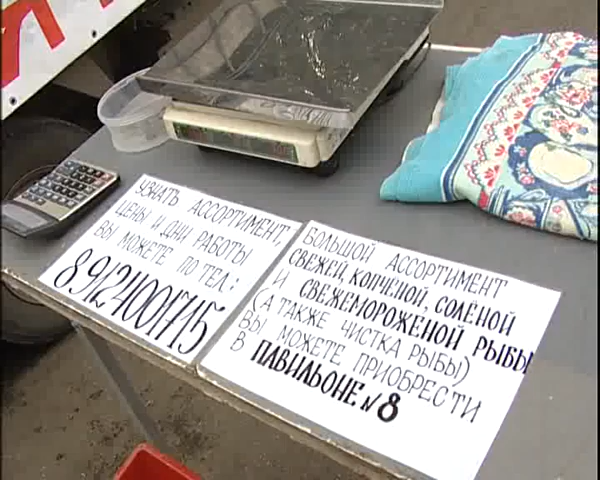 УЗНАТЬ АССОРТИМЕНТ,
ЦЕНЫ И ДНИ РАБОТЫ
ВЫ МОЖЕТЕ ПО ТЕЛ:
89124001745
БОЛЬШОЙ АССОРТИМЕНТ
СВЕЖЕЙ, КОПЧЕНОЙ, СОЛЁНОЙ
И СВЕЖЕМОРОЖЕНОЙ РЫБЫ
(А ТАКЖЕ ЧИСТКА РЫБЫ)
ВЫ МОЖЕТЕ ПРИОБРЕСТИ
В ПАВИЛЬОНЕ №8